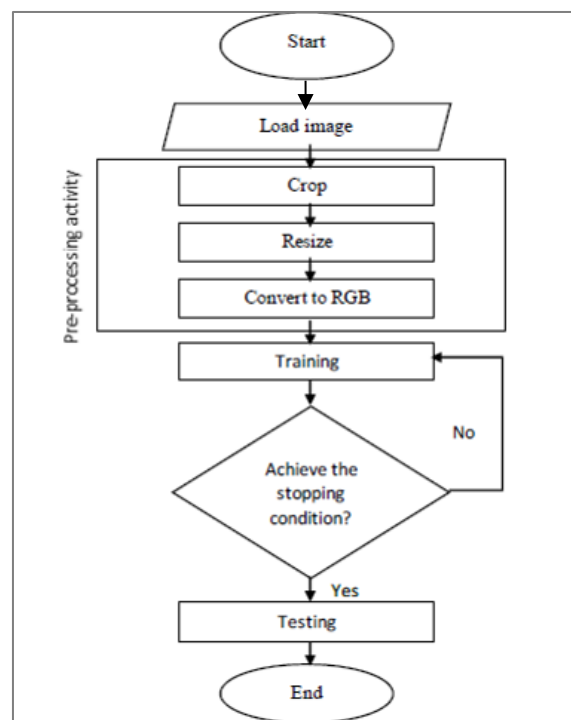 Start
Load image
Pre-processing activity
Crop
Resize
Convert to RGB
Training
No
Achieve the
stopping
condition?
Yes
Testing
End